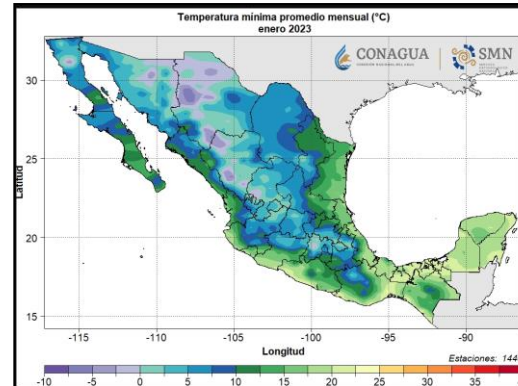 Temperatura mínima promedio mensual (°C)
enero 2023
CONAGUA
SMN
Latitud
30
25
20
15
-115
-110
-105
-100
-95
-90
Longitud
Estaciones: 144
-10
-5
0
5
10
15
20
25
30
35